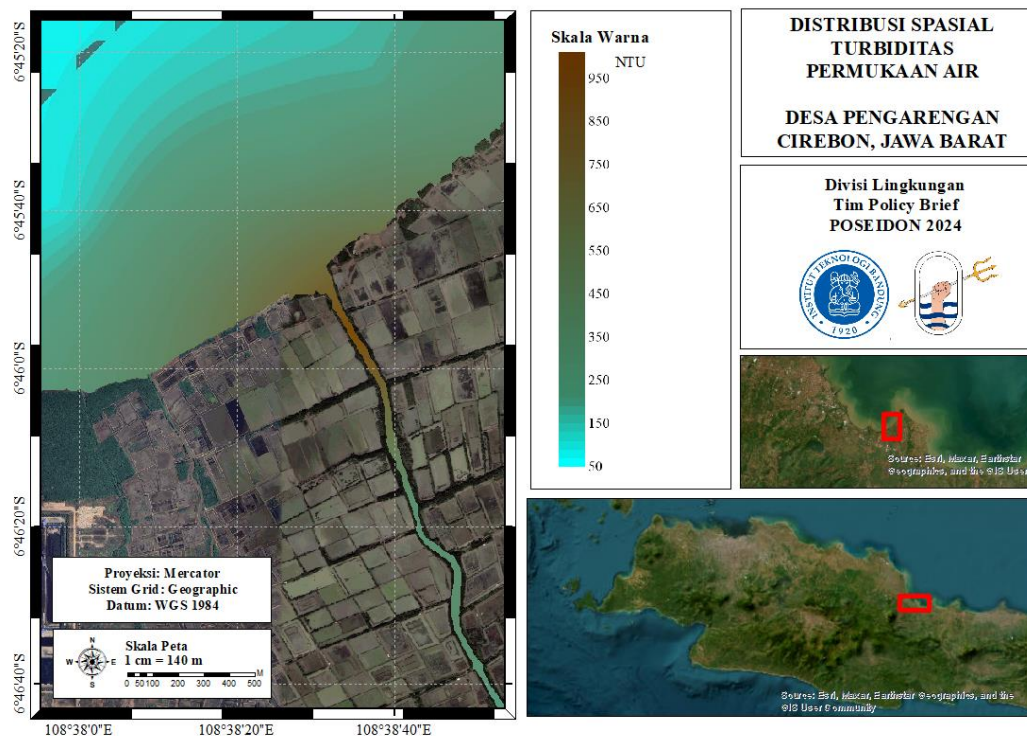 6°45'20"S
6°45'40"S
6°46'0"S
6°46'20"S
6°46'40"S
108°38'0"E
108°38'20"E
108°38'40"E
Proyeksi: Mercator
Sistem Grid: Geographic
Datum: WGS 1984
N
W
E
S
Skala Peta
1 cm = 140 m
M
0 50 100 200 300 400 500
Skala Warna
NTU
950
850
750
650
550
450
350
250
150
50
DISTRIBUSI SPASIAL
TURBIDITAS
PERMUKAAN AIR
DESA PENGARENGAN
CIREBON, JAWA BARAT
Divisi Lingkungan
Tim Policy Brief
POSEIDON 2024
INSTITUT TEKNOLOGI BANDUNG
1920
Source: Esri, Maxar, Earthstar
Geographics, and the GIS User
Source: Esri, Maxar, Earthstar Geographics, and the
GIS User Community